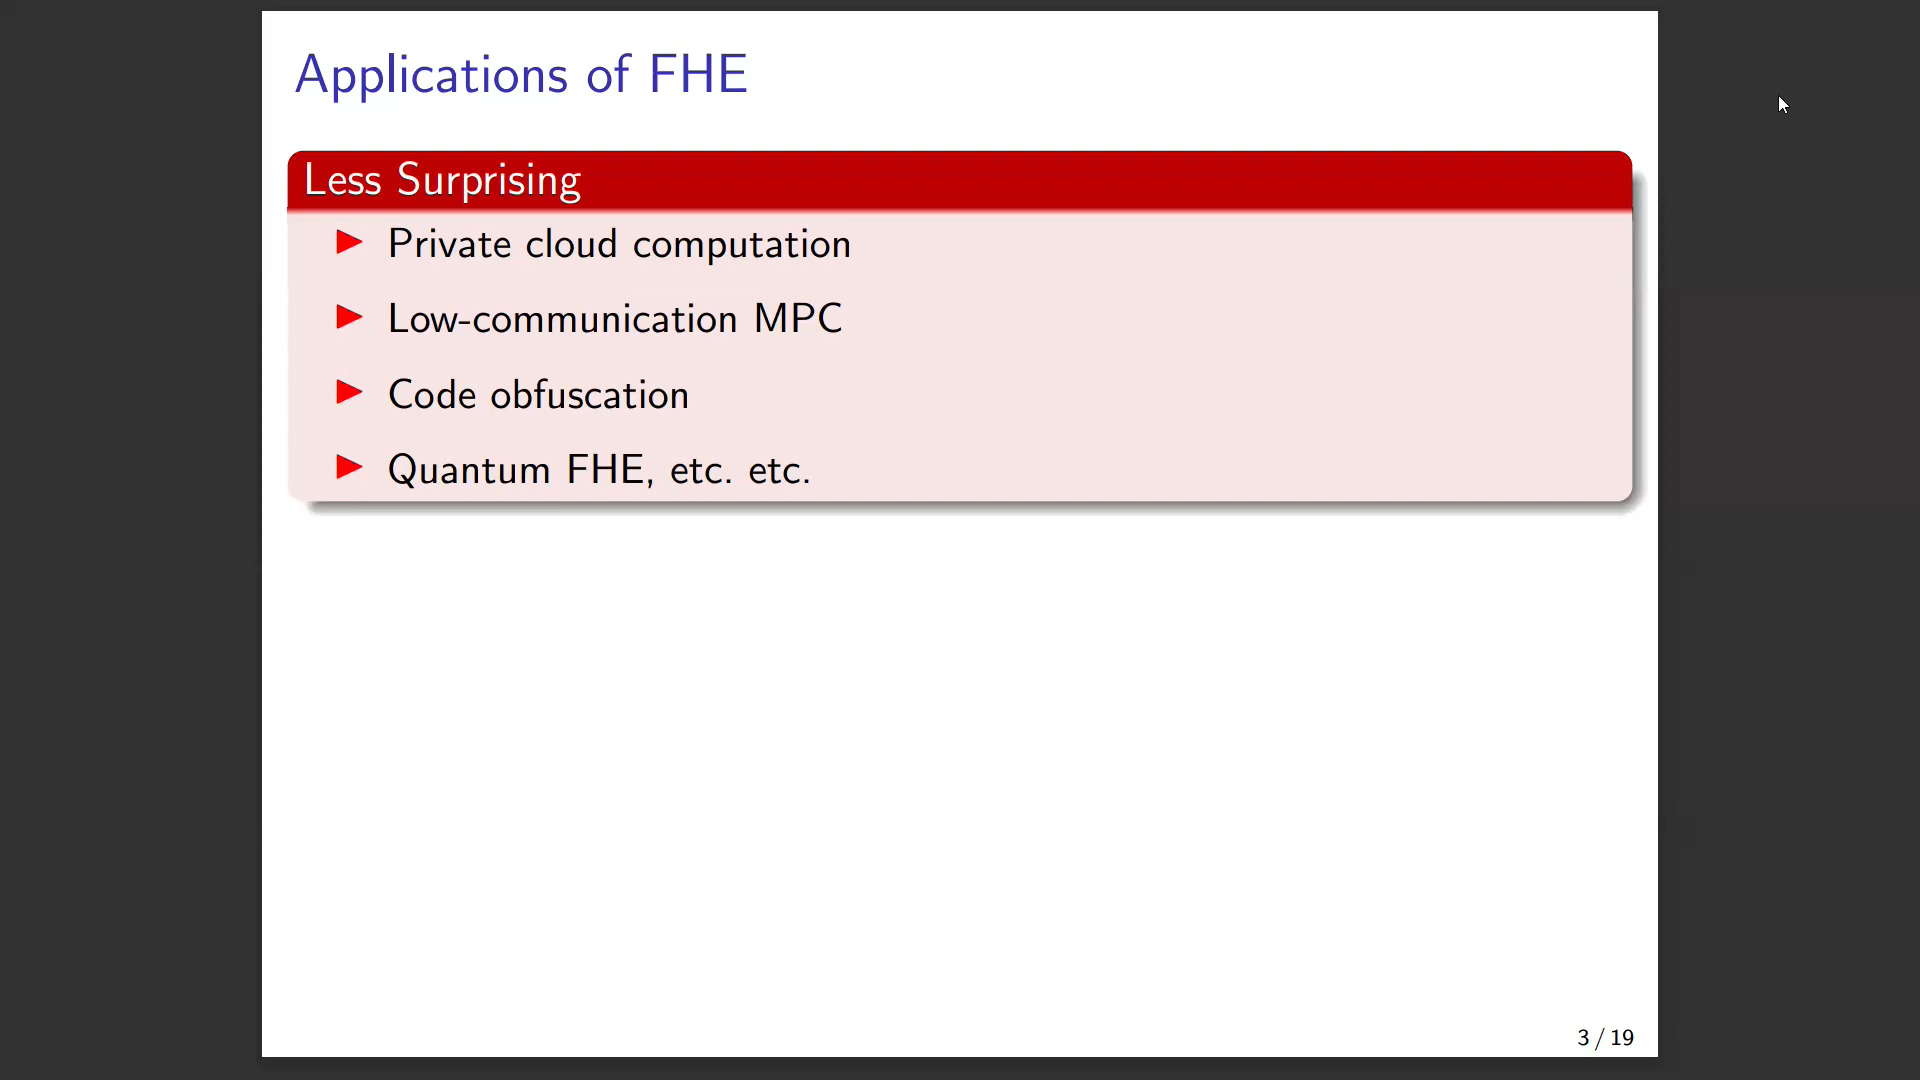 Applications of FHE
Less Surprising
Private cloud computation
Low-communication MPC
Code obfuscation
Quantum FHE, etc. etc.
3 / 19